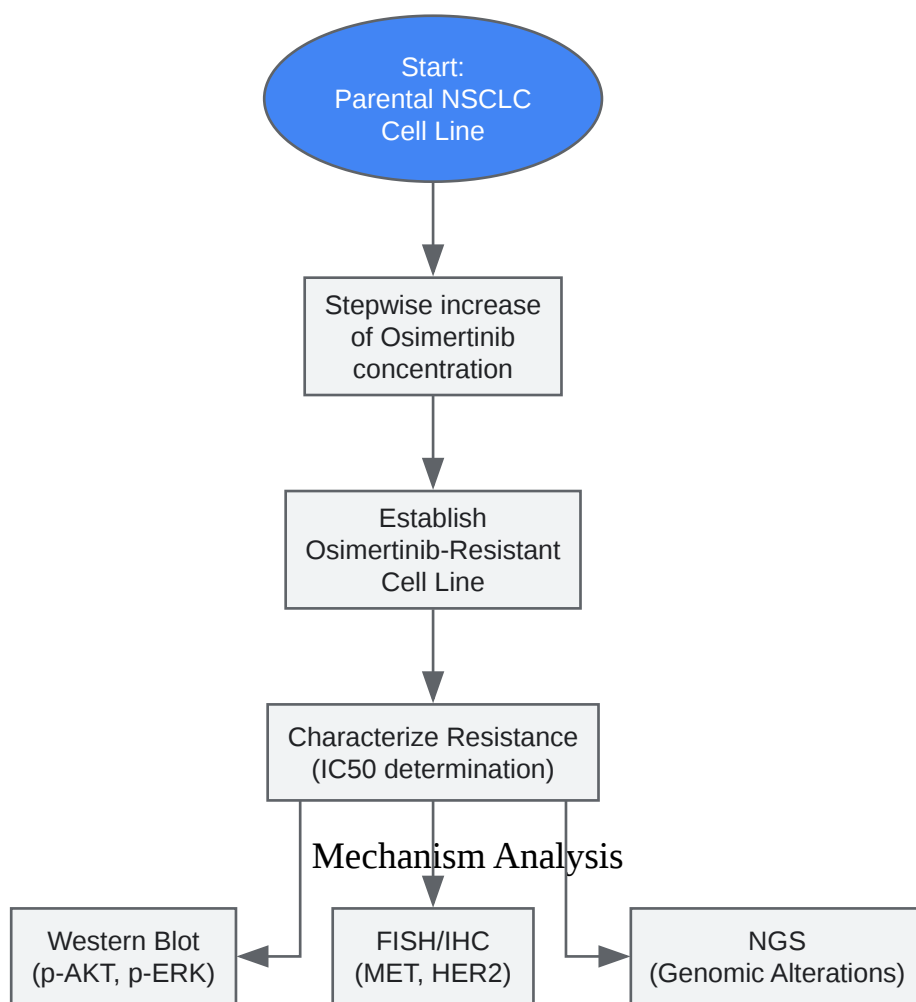 Start:
Parental NSCLC
Cell Line
Stepwise increase
of Osimertinib
concentration
Establish
Osimertinib-Resistant
Cell Line
Characterize Resistance
(IC50 determination)
Mechanism Analysis
Western Blot
(p-AKT, p-ERK)
FISH/IHC
(MET, HER2)
NGS
(Genomic Alterations)